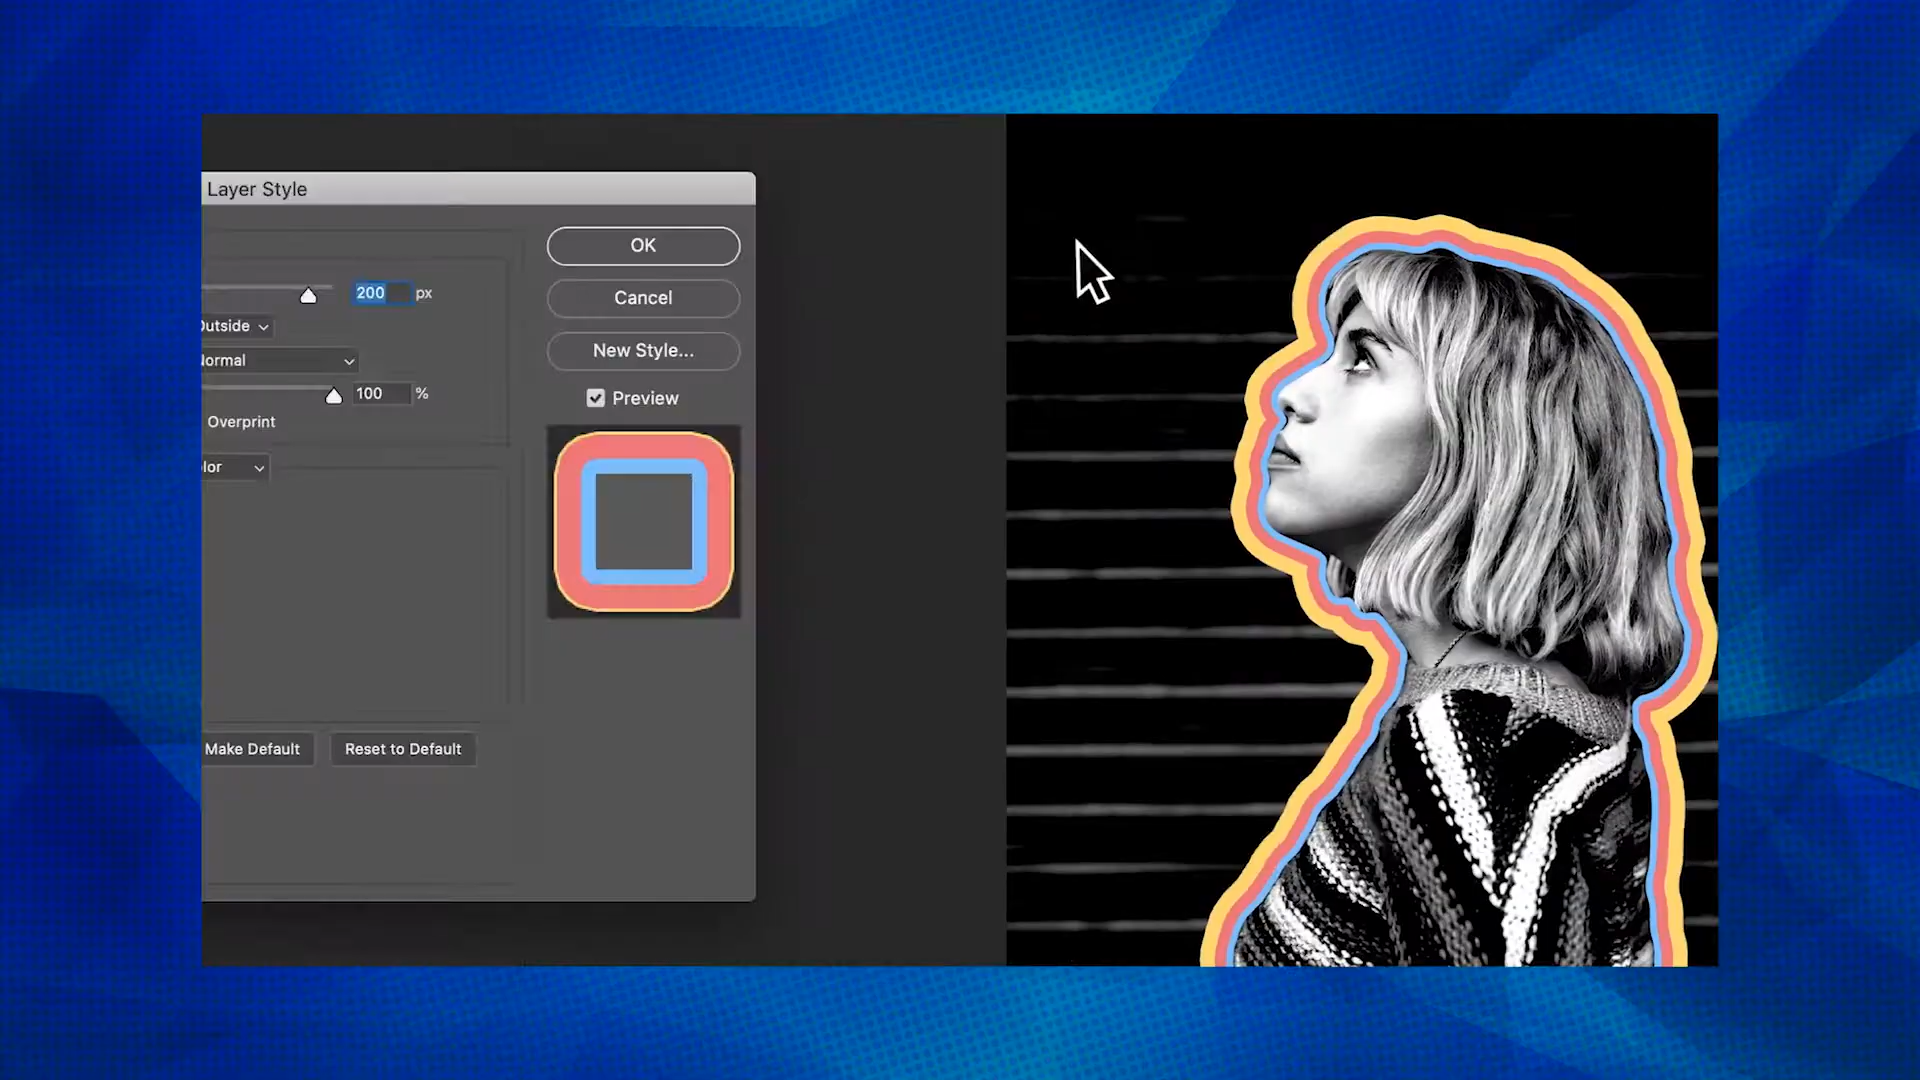 Layer Style
OK
200 px
Cancel
Outside
New Style...
Normal
100 %
Preview
Overprint
lor
Make Default
Reset to Default